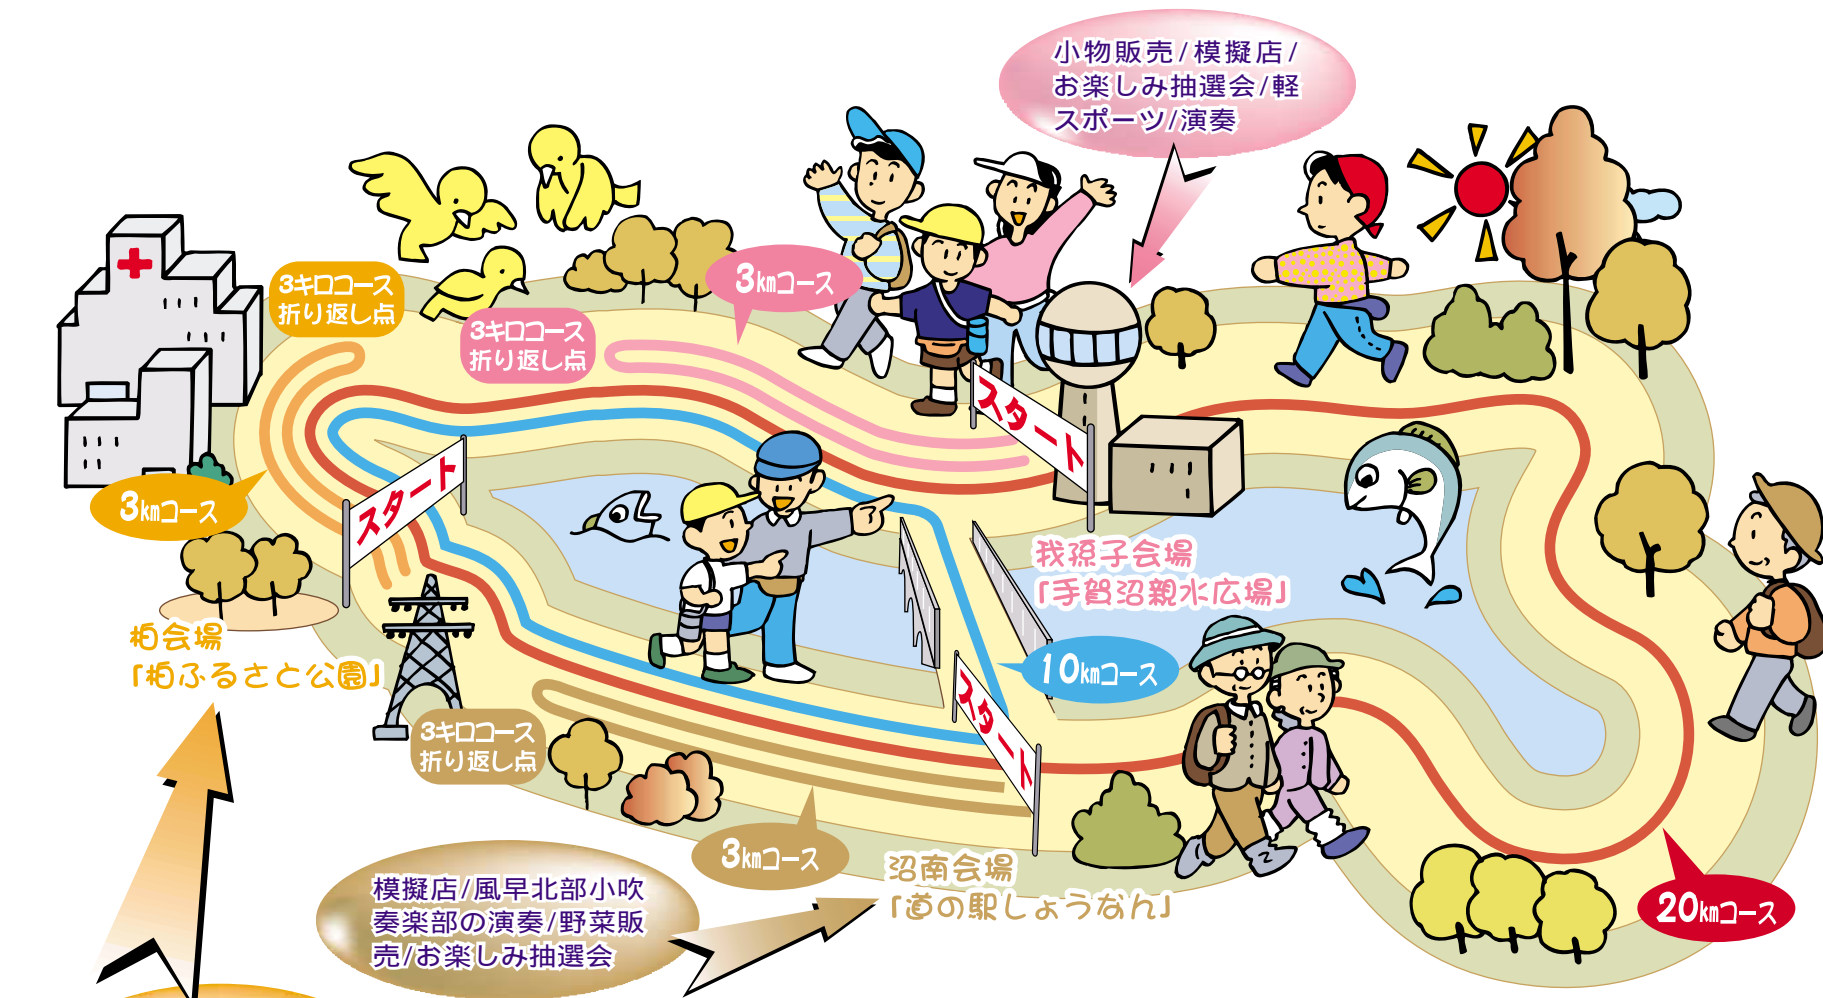 小物販売/模擬店/
お楽しみ抽選会/軽
スポーツ/演奏
3キロコース
折り返し点
3kmコース
3キロコース
折り返し点
スタート
スタート
3kmコース
我孫子会場
「手賀沼親水広場」
柏会場
「柏ふるさと公園」
10kmコース
スタート
3キロコース
折り返し点
3kmコース
沼南会場
「道の駅しょうなん」
模擬店/風早北部小吹
奏楽部の演奏/野菜販
売/お楽しみ抽選会
20kmコース